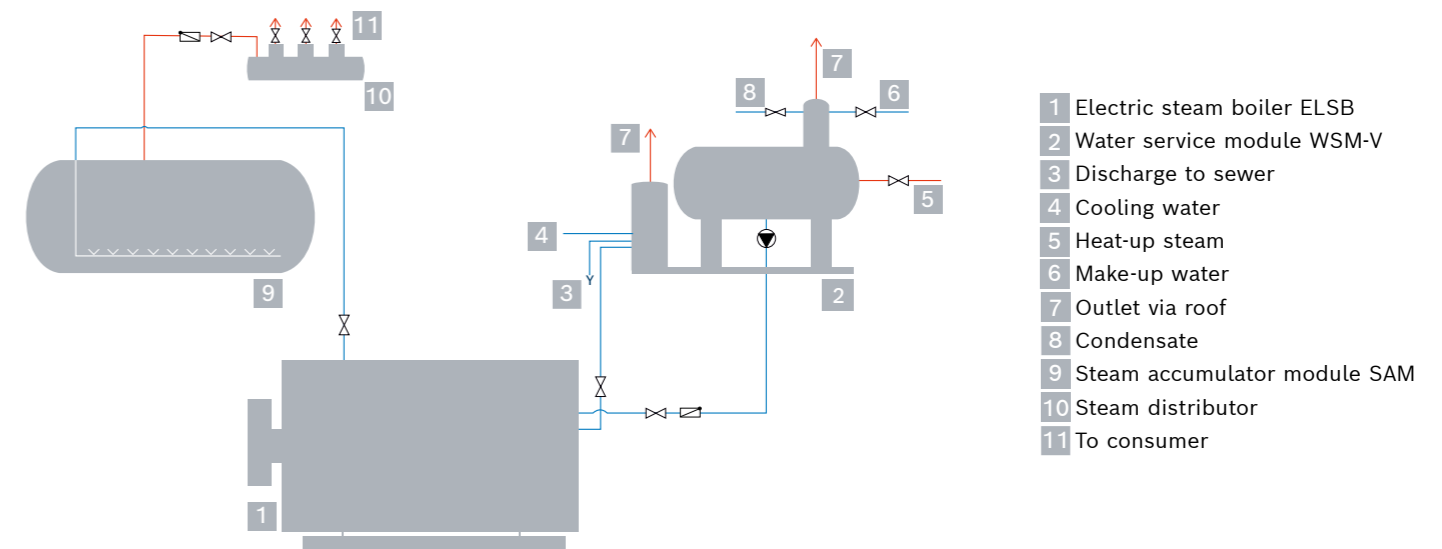 11
10
7
8
6
7
5
4
3
2
9
1
1 Electric steam boiler ELSB
2 Water service module WSM-V
3 Discharge to sewer
4 Cooling water
5 Heat-up steam
6 Make-up water
7 Outlet via roof
8 Condensate
9 Steam accumulator module SAM
10 Steam distributor
11 To consumer